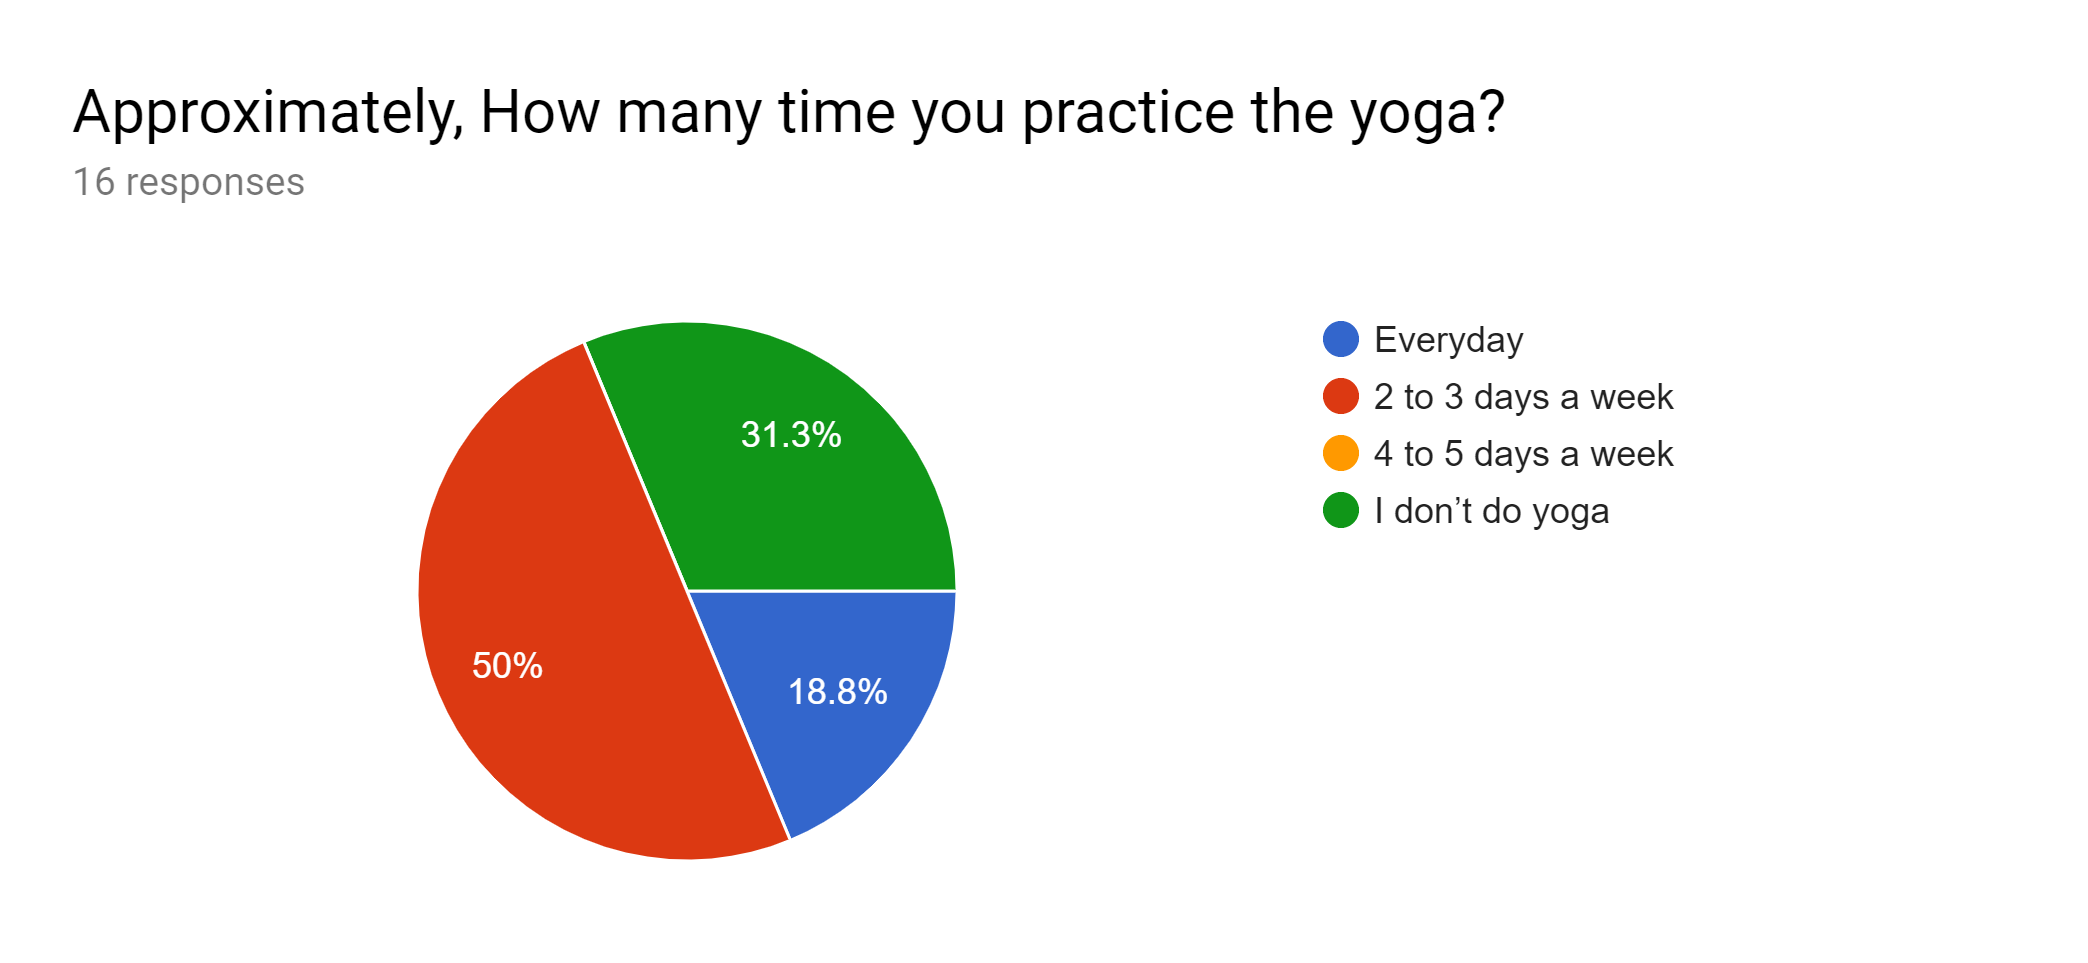 Approximately, How many time you practice the yoga?
16 responses
Everyday
2 to 3 days a week
4 to 5 days a week
I don’t do yoga
31.3%
50%
18.8%